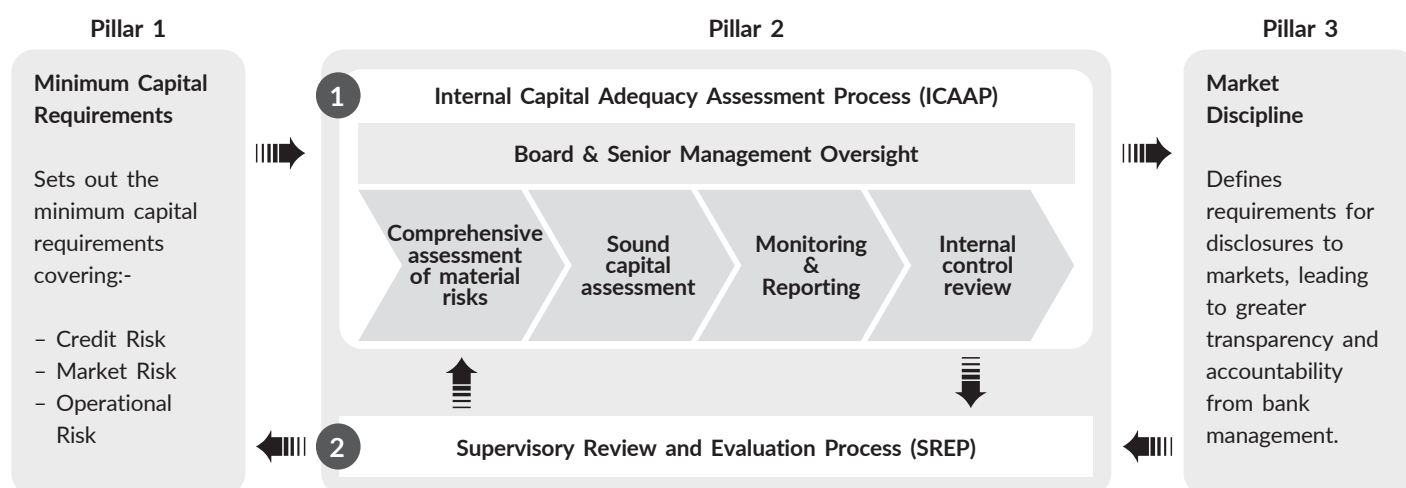 Pillar 1
Minimum Capital
Requirements
Sets out the
minimum capital
requirements
covering:-
– Credit Risk
– Market Risk
– Operational
Risk
Pillar 2
1
Internal Capital Adequacy Assessment Process (ICAAP)
Board & Senior Management Oversight
Comprehensive
assessment
of material
risks
Sound
capital
assessment
Monitoring
&
Reporting
Internal
control
review
2
Supervisory Review and Evaluation Process (SREP)
Pillar 3
Market
Discipline
Defines
requirements for
disclosures to
markets, leading
to greater
transparency and
accountability
from bank
management.